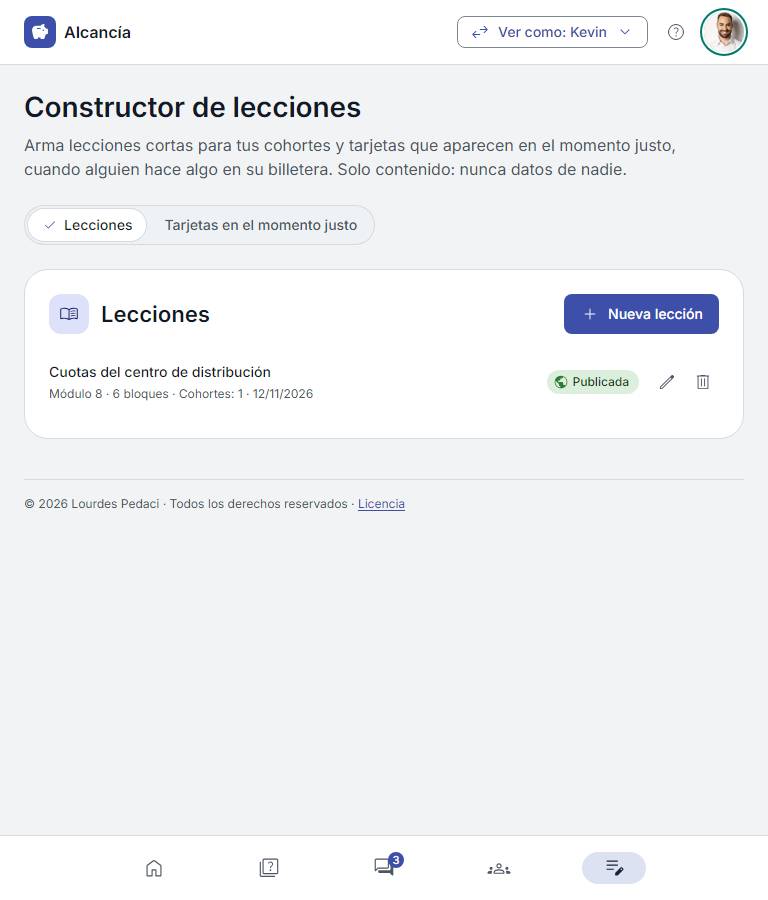 Alcancía
Ver como: Kevin
Constructor de lecciones
Arma lecciones cortas para tus cohortes y tarjetas que aparecen en el momento justo,
cuando alguien hace algo en su billetera. Solo contenido: nunca datos de nadie.
Lecciones
Tarjetas en el momento justo
Lecciones
Nueva lección
Cuotas del centro de distribución
Módulo 8 · 6 bloques · Cohortes: 1 · 12/11/2026
Publicada
© 2026 Lourdes Pedaci · Todos los derechos reservados · Licencia
3